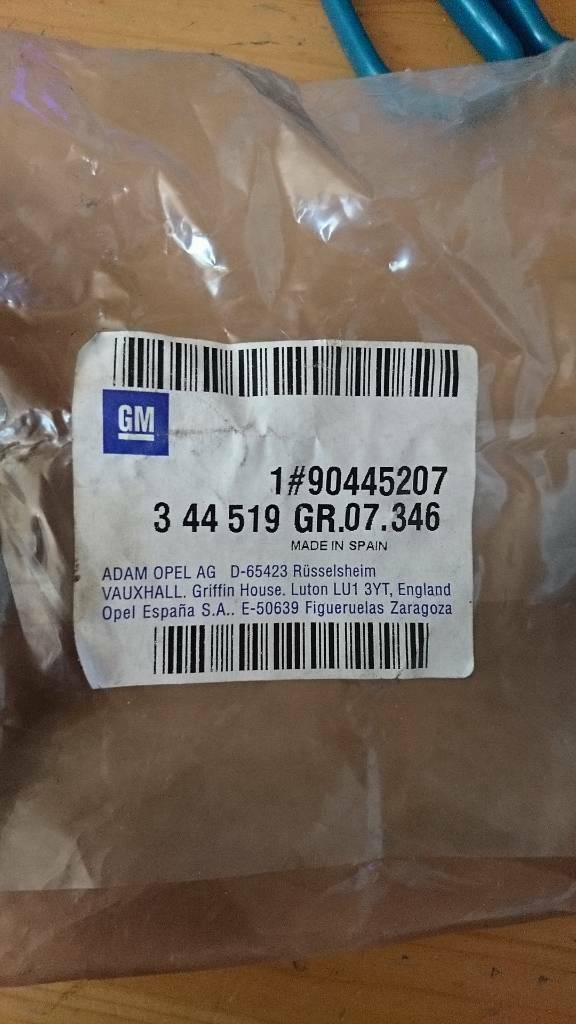 GM
1#90445207
3 44 519 GR.07.346
MADE IN SPAIN
ADAM OPEL AG D-65423 Rüsselsheim
VAUXHALL. Griffin House. Luton LU1 3YT, England
Opel España S.A.. E-50639 Figueruelas Zaragoza